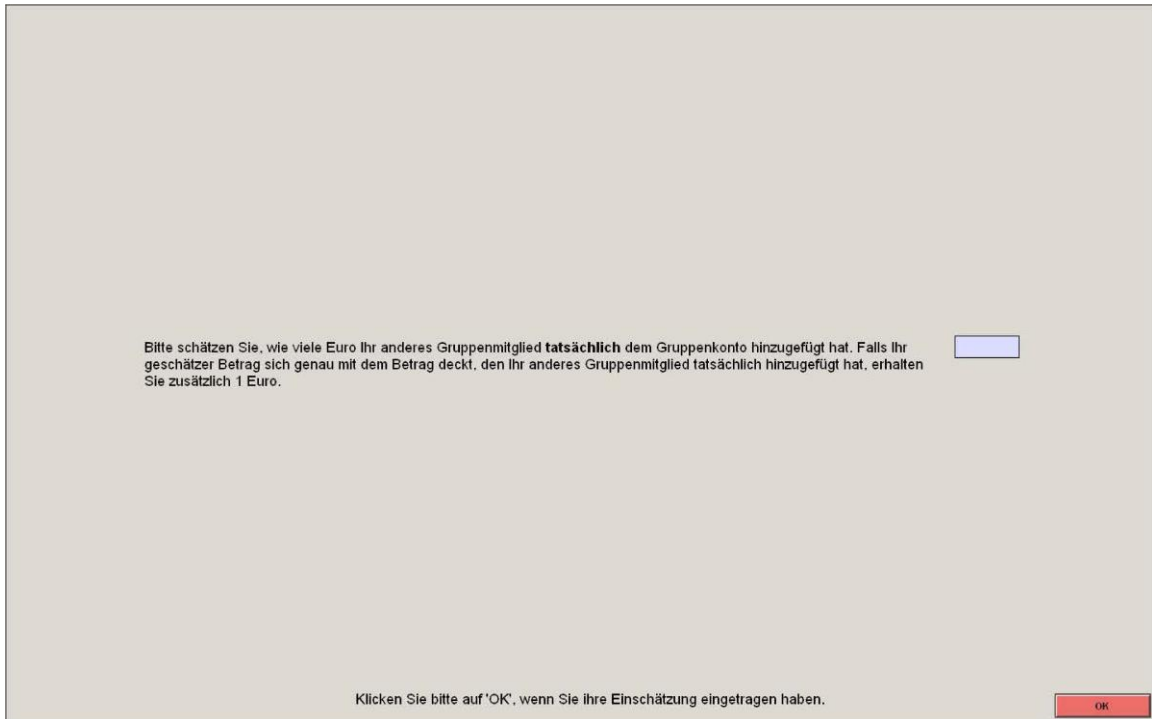 Bitte schätzen Sie, wie viele Euro Ihr anderes Gruppenmitglied tatsächlich dem Gruppenkonto hinzugefügt hat. Falls Ihr
geschätzer Betrag sich genau mit dem Betrag deckt, den Ihr anderes Gruppenmitglied tatsächlich hinzugefügt hat, erhalten
Sie zusätzlich 1 Euro.
Klicken Sie bitte auf 'OK', wenn Sie ihre Einschätzung eingetragen haben.
OK